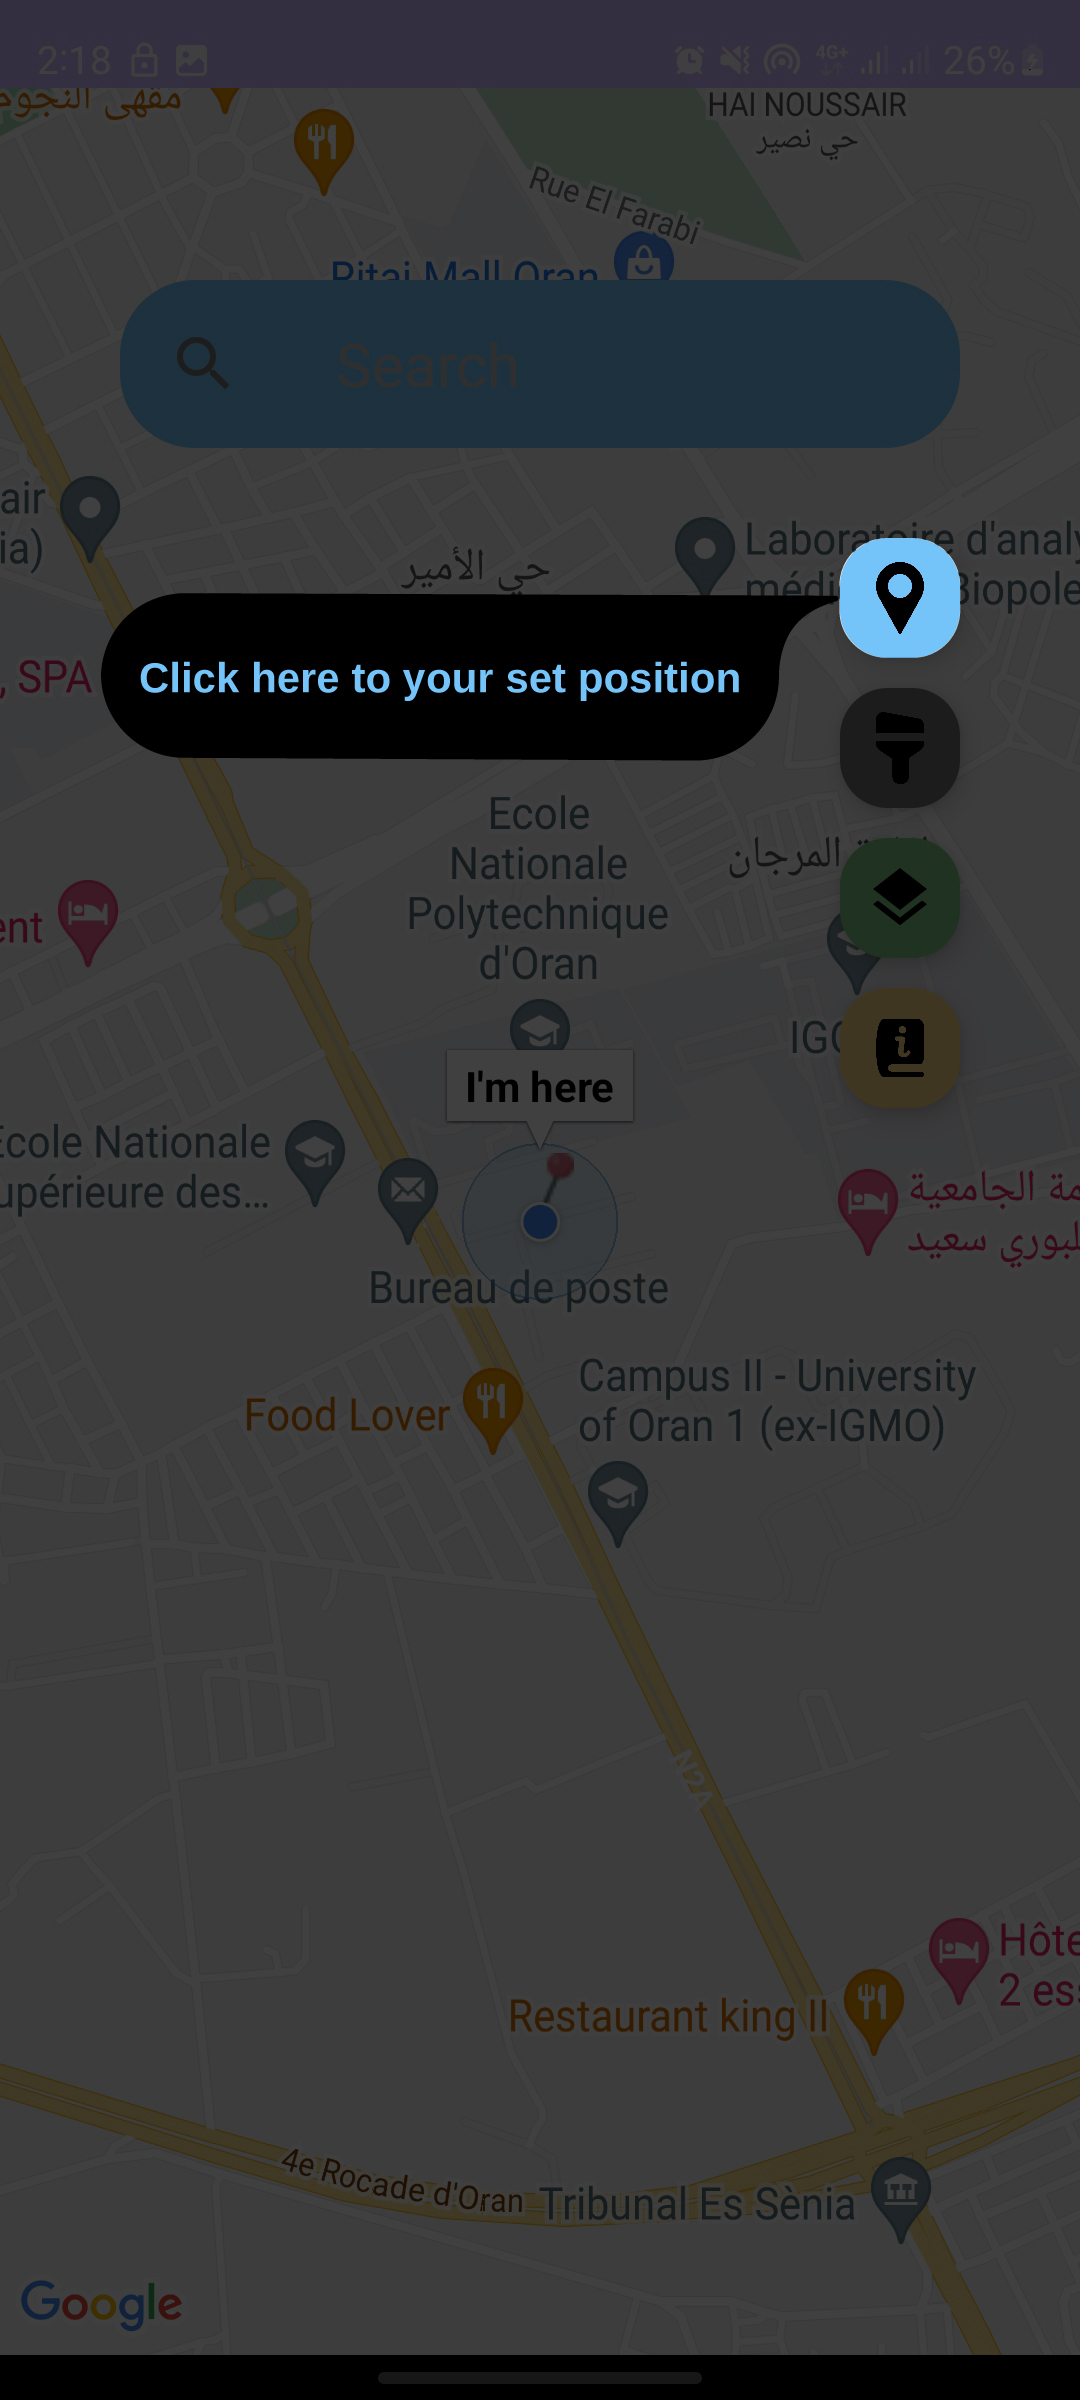 2:18
4G+
26%
مقهى النجوم
HAI NOUSSAIR
حي نصير
Rue El Farabi
Ritaj Mall Oran
Search
air
ia)
حي الأمير
Laboratoire d'analy
médi
Biopole
, SPA
Click here to your set position
Ecole
Nationale
Polytechnique
d'Oran
المرجان
ent
IGC
I'm here
Ecole Nationale
upérieure des...
مة الجامعية
لبوري سعيد
Bureau de poste
Campus II - University
of Oran 1 (ex-IGMO)
Food Lover
N2A
Hôte
2 ess
Restaurant king II
4e Rocade d'Oran
Tribunal Es Sènia
Google